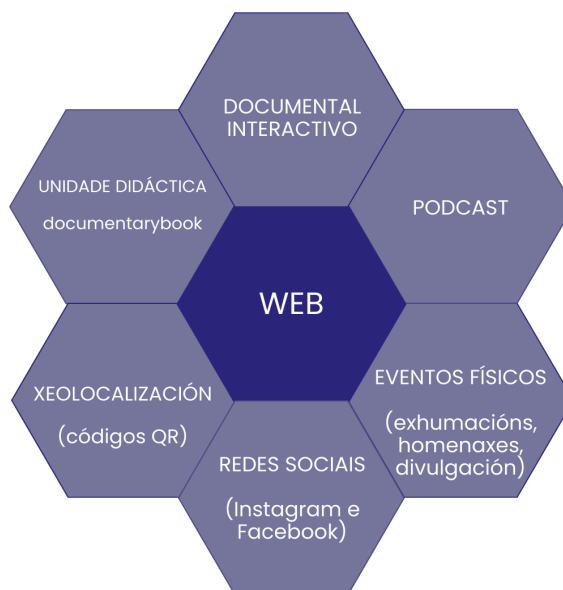 DOCUMENTAL
INTERACTIVO
UNIDADE DIDÁCTICA
documentarybook
PODCAST
WEB
XEOLOCALIZACIÓN
(códigos QR)
EVENTOS FÍSICOS
(exhumacións,
homenaxes,
divulgación)
REDES SOCIAIS
(Instagram e
Facebook)